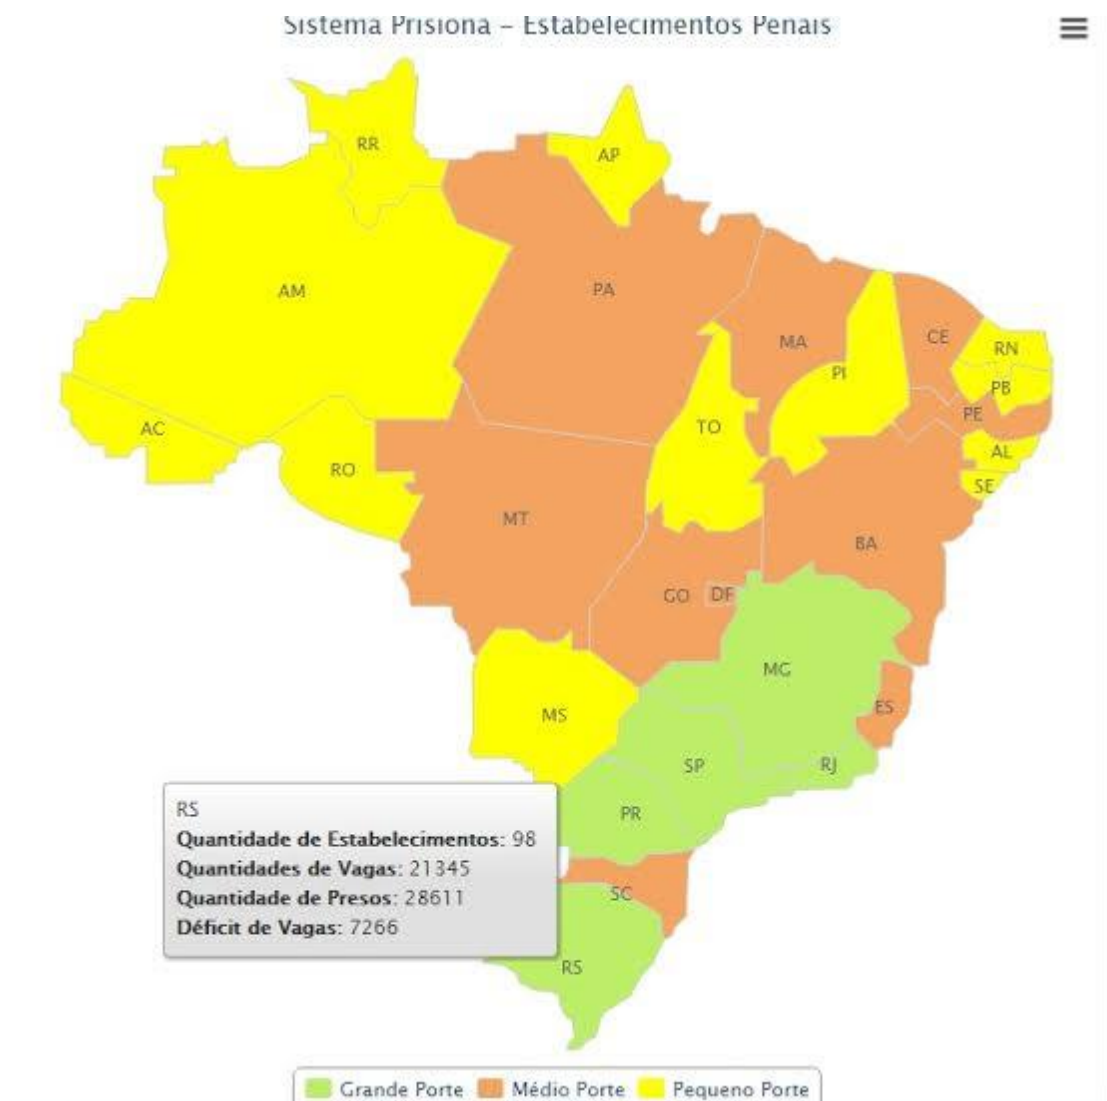 Sistema Prisiona – Estabelecimentos Penais
RR
AP
AM
PA
MA
CE
RN
PI
PB
PE
AC
TO
AL
RO
SE
MT
BA
GO
DF
MG
MS
ES
SP
RJ
PR
RS
Quantidade de Estabelecimentos: 98
Quantidades de Vagas: 21345
Quantidade de Presos: 28611
Déficit de Vagas: 7266
SC
RS
Grande Porte Médio Porte Pequeno Porte